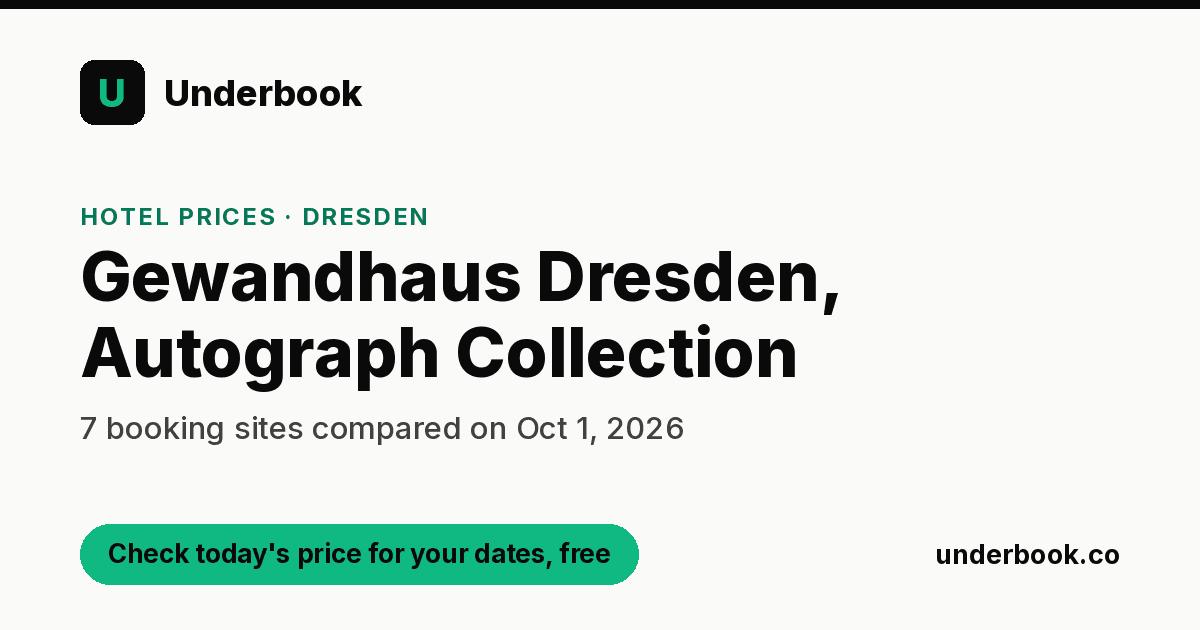 U Underbook
HOTEL PRICES · DRESDEN
Gewandhaus Dresden,
Autograph Collection
7 booking sites compared on Oct 1, 2026
Check today's price for your dates, free
underbook.co